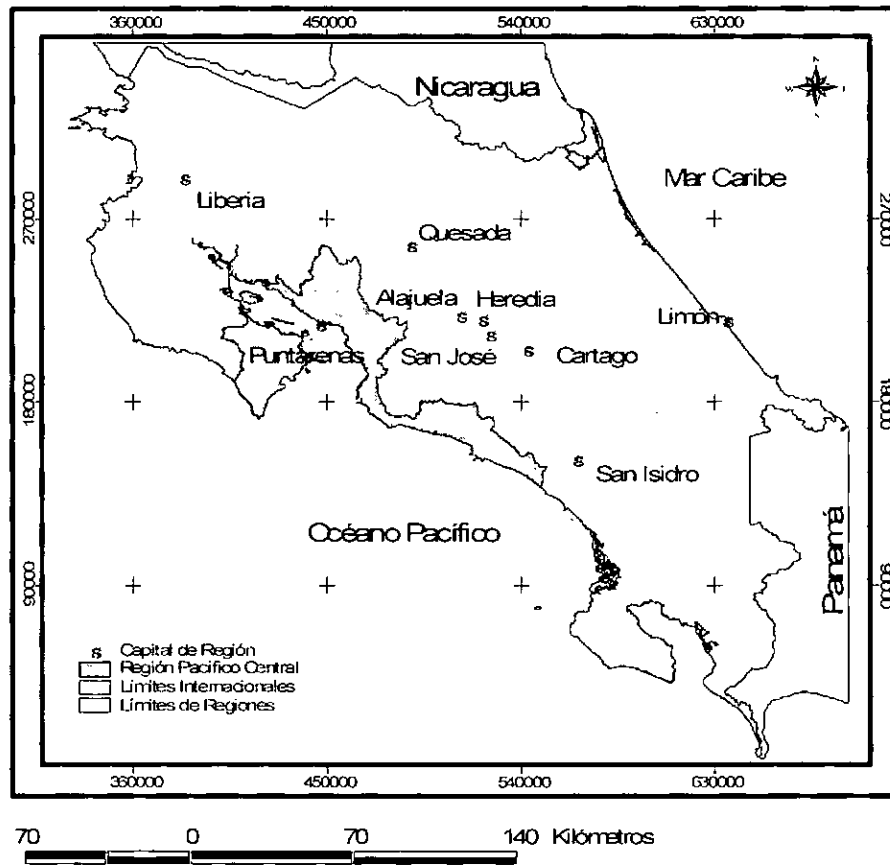 360000 450000 540000 630000
Nicaragua
Mar Caribe
Liberia
270000 270000
Quesada
Alajuela Heredia
Limón
Puntarenas San José Cartago
180000 180000
San Isidro
Océano Pacífico
Panamá
90000 90000
s Capital de Región
Región Pacífico Central
Límites Internacionales
Límites de Regiones
360000 450000 540000 630000
70 0 70 140 Kilómetros